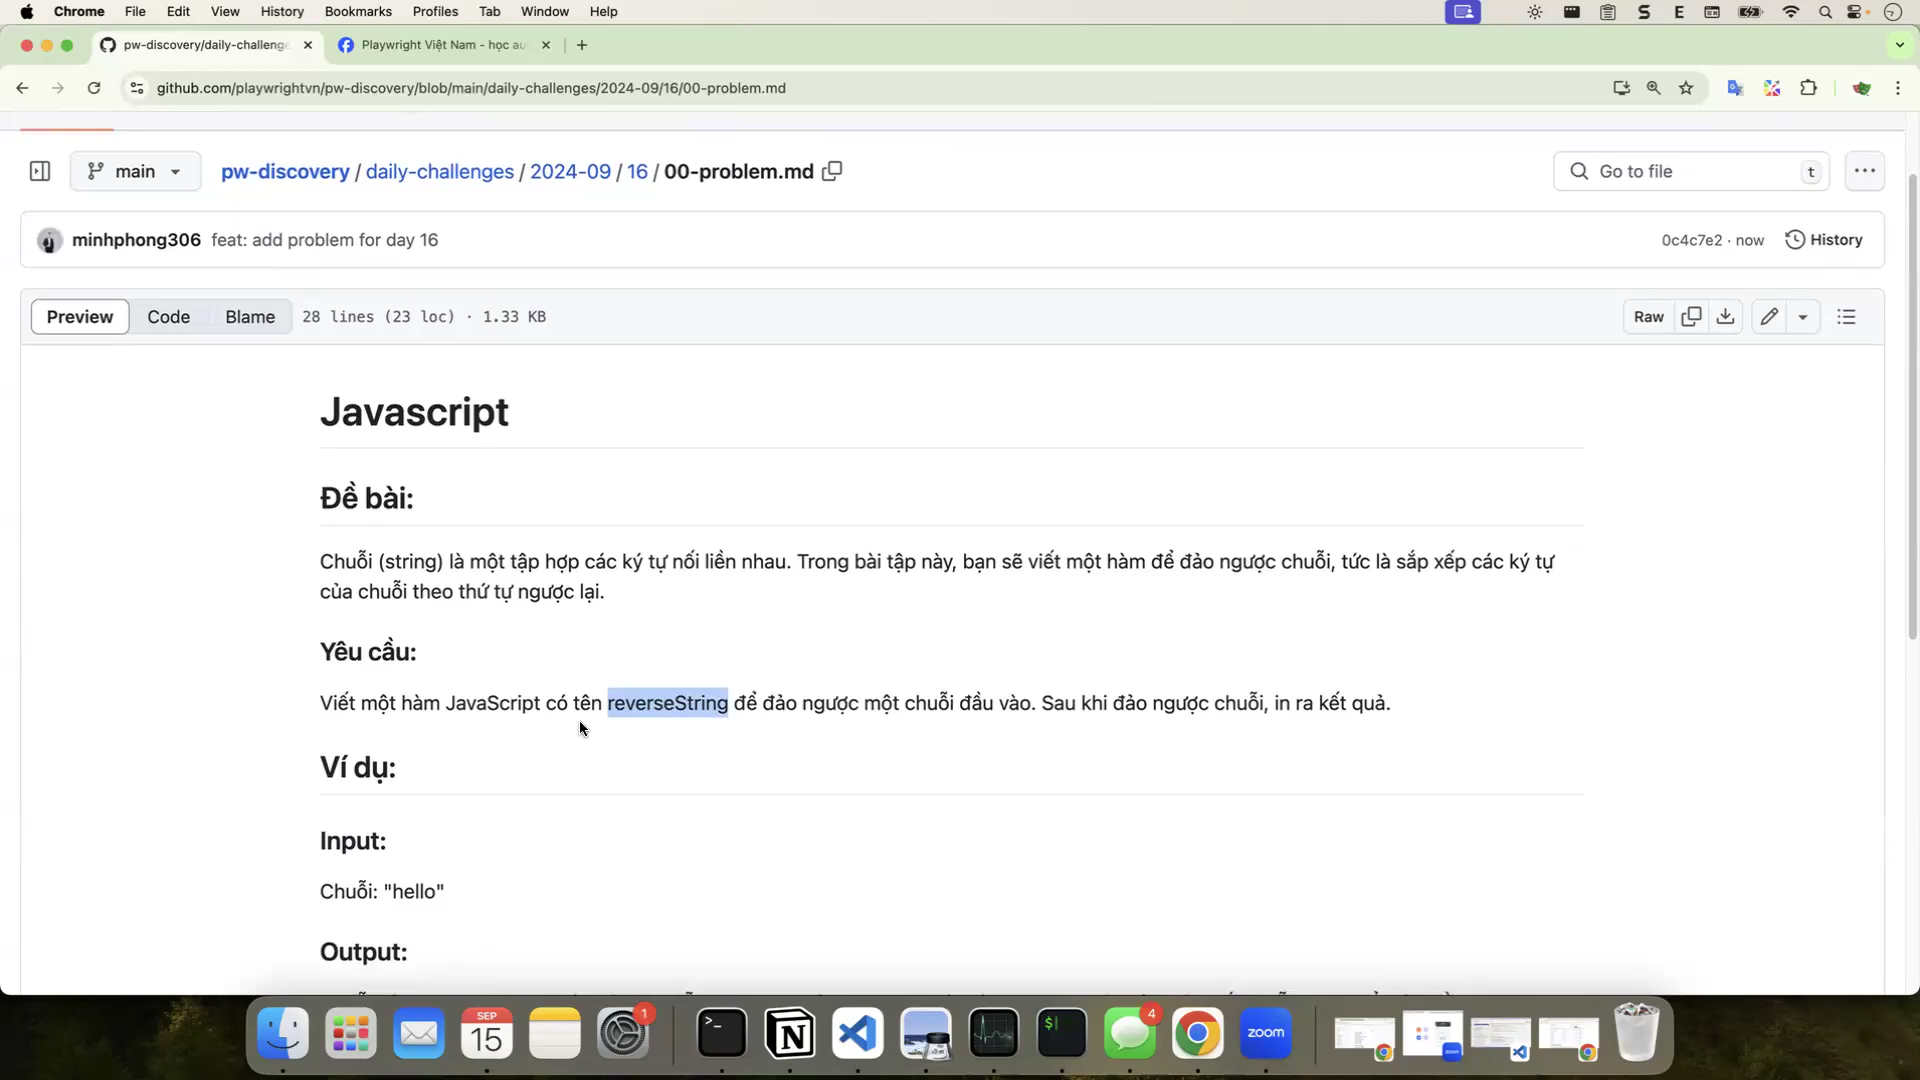 Chrome File Edit View History Bookmarks Profiles Tab Window Help
pw-discovery/daily-challenge
Playwright Việt Nam - học au
github.com/playwrightvn/pw-discovery/blob/main/daily-challenges/2024-09/16/00-problem.md
main
pw-discovery / daily-challenges / 2024-09 / 16 / 00-problem.md
Go to file
t
minhphong306 feat: add problem for day 16
0c4c7e2 · now
History
Preview Code Blame 28 lines (23 loc) · 1.33 KB
Raw
Javascript
Đề bài:
Chuỗi (string) là một tập hợp các ký tự nối liền nhau. Trong bài tập này, bạn sẽ viết một hàm để đảo ngược chuỗi, tức là sắp xếp các ký tự
của chuỗi theo thứ tự ngược lại.
Yêu cầu:
Viết một hàm JavaScript có tên reverseString để đảo ngược một chuỗi đầu vào. Sau khi đảo ngược chuỗi, in ra kết quả.
Ví dụ:
Input:
Chuỗi: "hello"
Output:
SEP
15
1
4
zoom